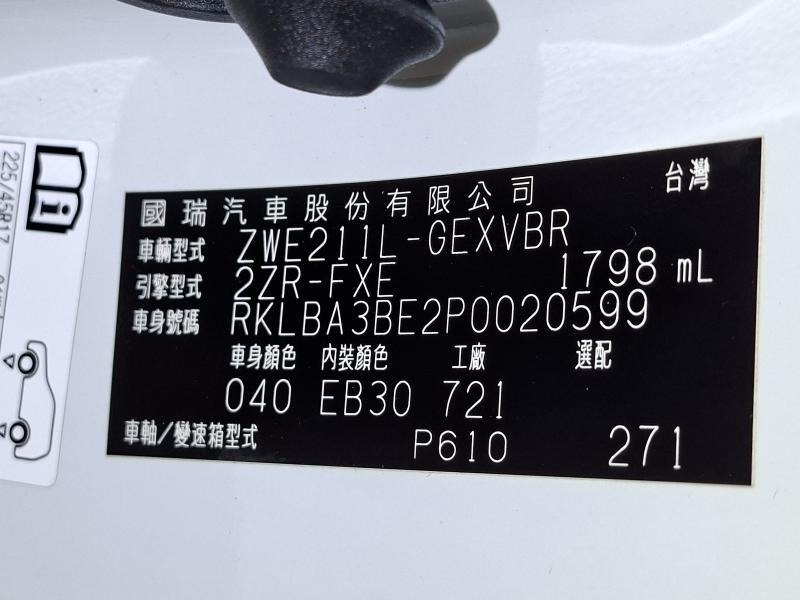 國瑞汽車股份有限公司 台灣
車輛型式 ZWE211L-GEXVBR
引擎型式 2ZR-FXE 1798 mL
車身號碼 RKLBA3BE2P0020599
車身顏色 內裝顏色 工廠 選配
040 EB30 721
車軸/變速箱型式 P610 271
225/45R17